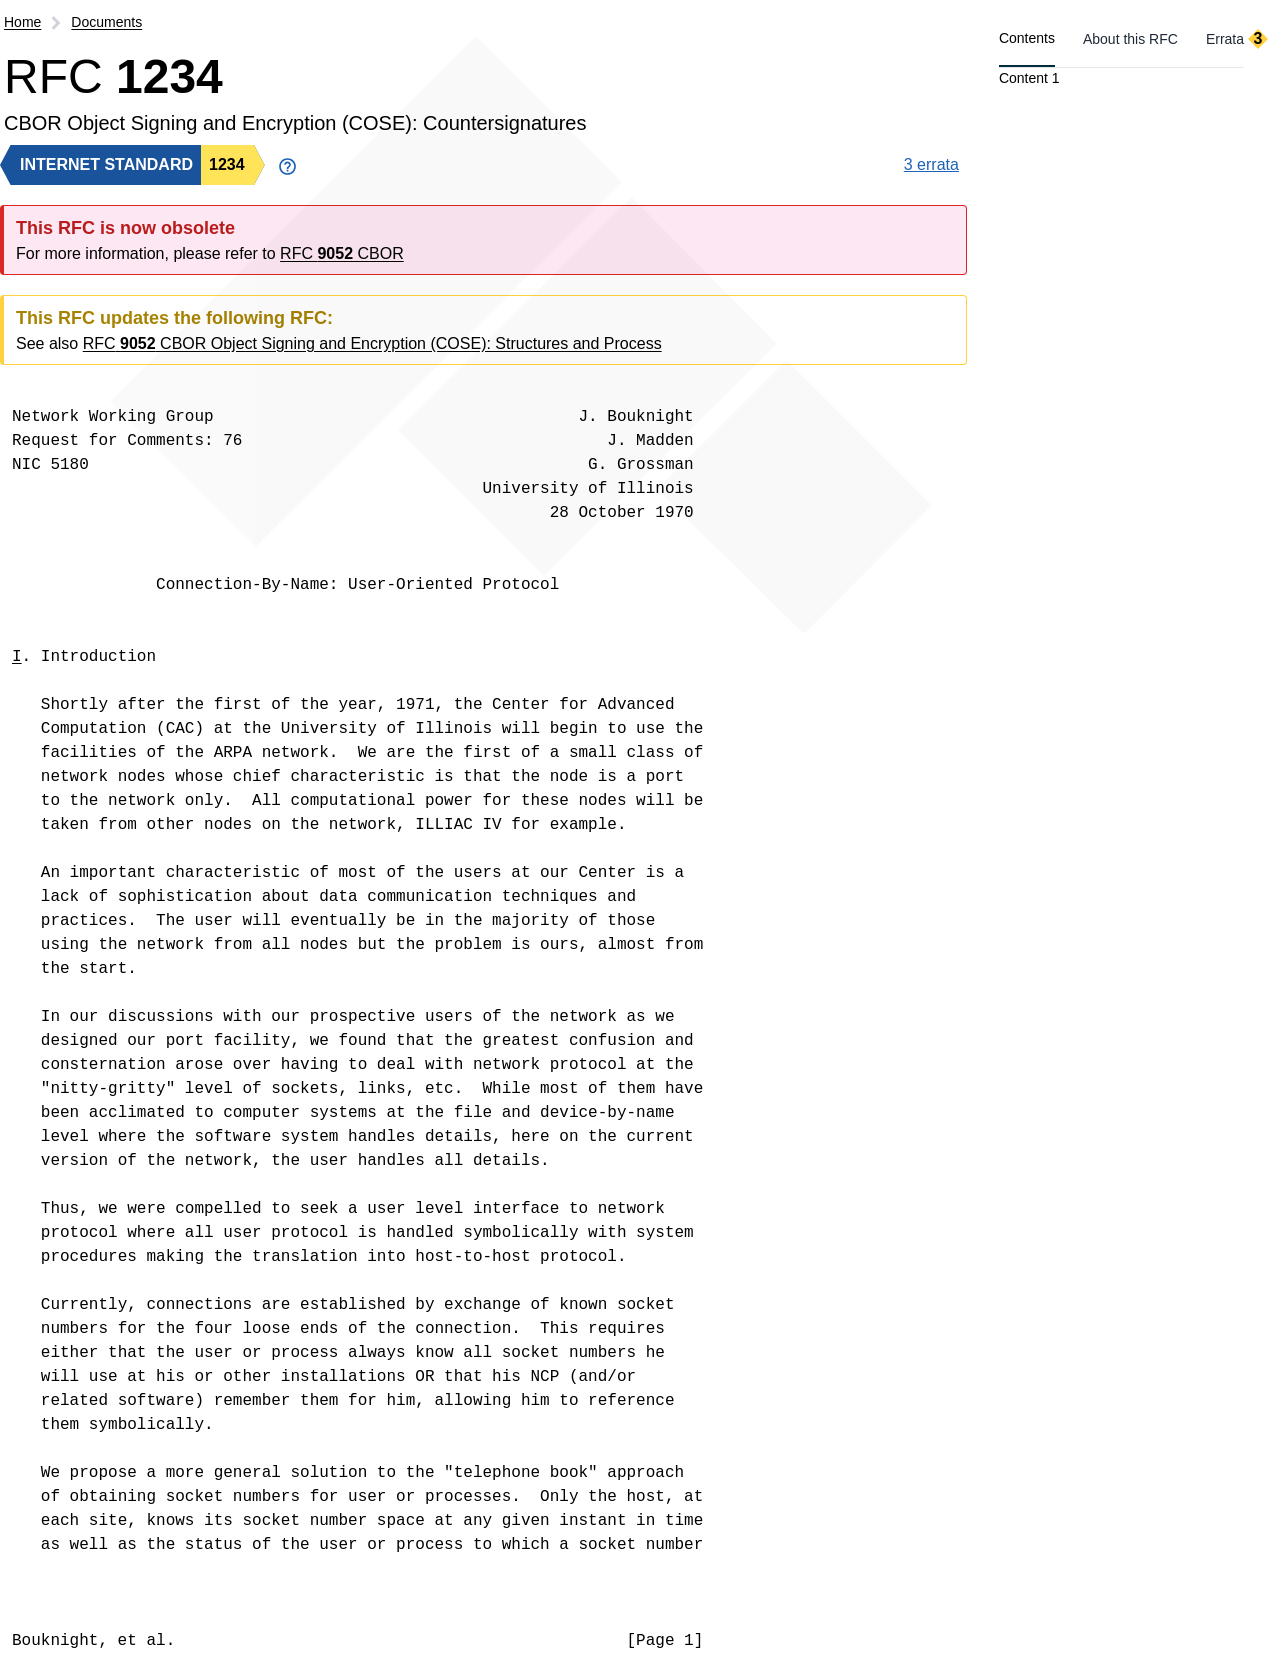 Home Documents
RFC 1234
CBOR Object Signing and Encryption (COSE): Countersignatures
INTERNET STANDARD 1234 ? 3 errata
This RFC is now obsolete
For more information, please refer to RFC 9052 CBOR
This RFC updates the following RFC:
See also RFC 9052 CBOR Object Signing and Encryption (COSE): Structures and Process
Network Working Group J. Bouknight
Request for Comments: 76 J. Madden
NIC 5180 G. Grossman
University of Illinois
28 October 1970
Connection-By-Name: User-Oriented Protocol
I. Introduction
Shortly after the first of the year, 1971, the Center for Advanced
Computation (CAC) at the University of Illinois will begin to use the
facilities of the ARPA network. We are the first of a small class of
network nodes whose chief characteristic is that the node is a port
to the network only. All computational power for these nodes will be
taken from other nodes on the network, ILLIAC IV for example.
An important characteristic of most of the users at our Center is a
lack of sophistication about data communication techniques and
practices. The user will eventually be in the majority of those
using the network from all nodes but the problem is ours, almost from
the start.
In our discussions with our prospective users of the network as we
designed our port facility, we found that the greatest confusion and
consternation arose over having to deal with network protocol at the
"nitty-gritty" level of sockets, links, etc. While most of them have
been acclimated to computer systems at the file and device-by-name
level where the software system handles details, here on the current
version of the network, the user handles all details.
Thus, we were compelled to seek a user level interface to network
protocol where all user protocol is handled symbolically with system
procedures making the translation into host-to-host protocol.
Currently, connections are established by exchange of known socket
numbers for the four loose ends of the connection. This requires
either that the user or process always know all socket numbers he
will use at his or other installations OR that his NCP (and/or
related software) remember them for him, allowing him to reference
them symbolically.
We propose a more general solution to the "telephone book" approach
of obtaining socket numbers for user or processes. Only the host, at
each site, knows its socket number space at any given instant in time
as well as the status of the user or process to which a socket number
Bouknight, et al. [Page 1]
Contents About this RFC Errata 3
Content 1